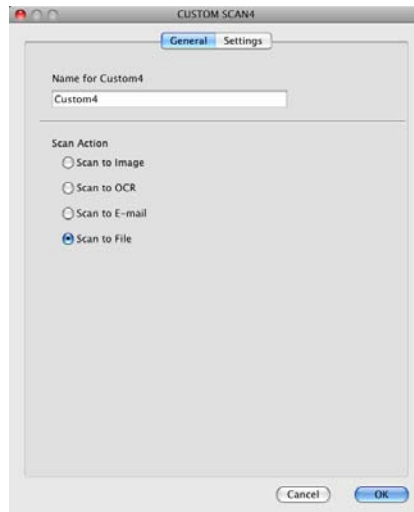 CUSTOM SCAN4
General Settings
Name for Custom4
Custom4
Scan Action
Scan to Image
Scan to OCR
Scan to E-mail
Scan to File
Cancel OK